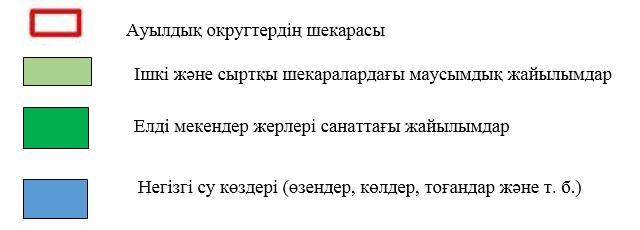 Ауылдық округтердің шекарасы
Ішкі және сыртқы шекаралардағы маусымдық жайылымдар
Елді мекендер жерлері санаттағы жайылымдар
Негізгі су көздері (өзендер, көлдер, тоғандар және т. б.)